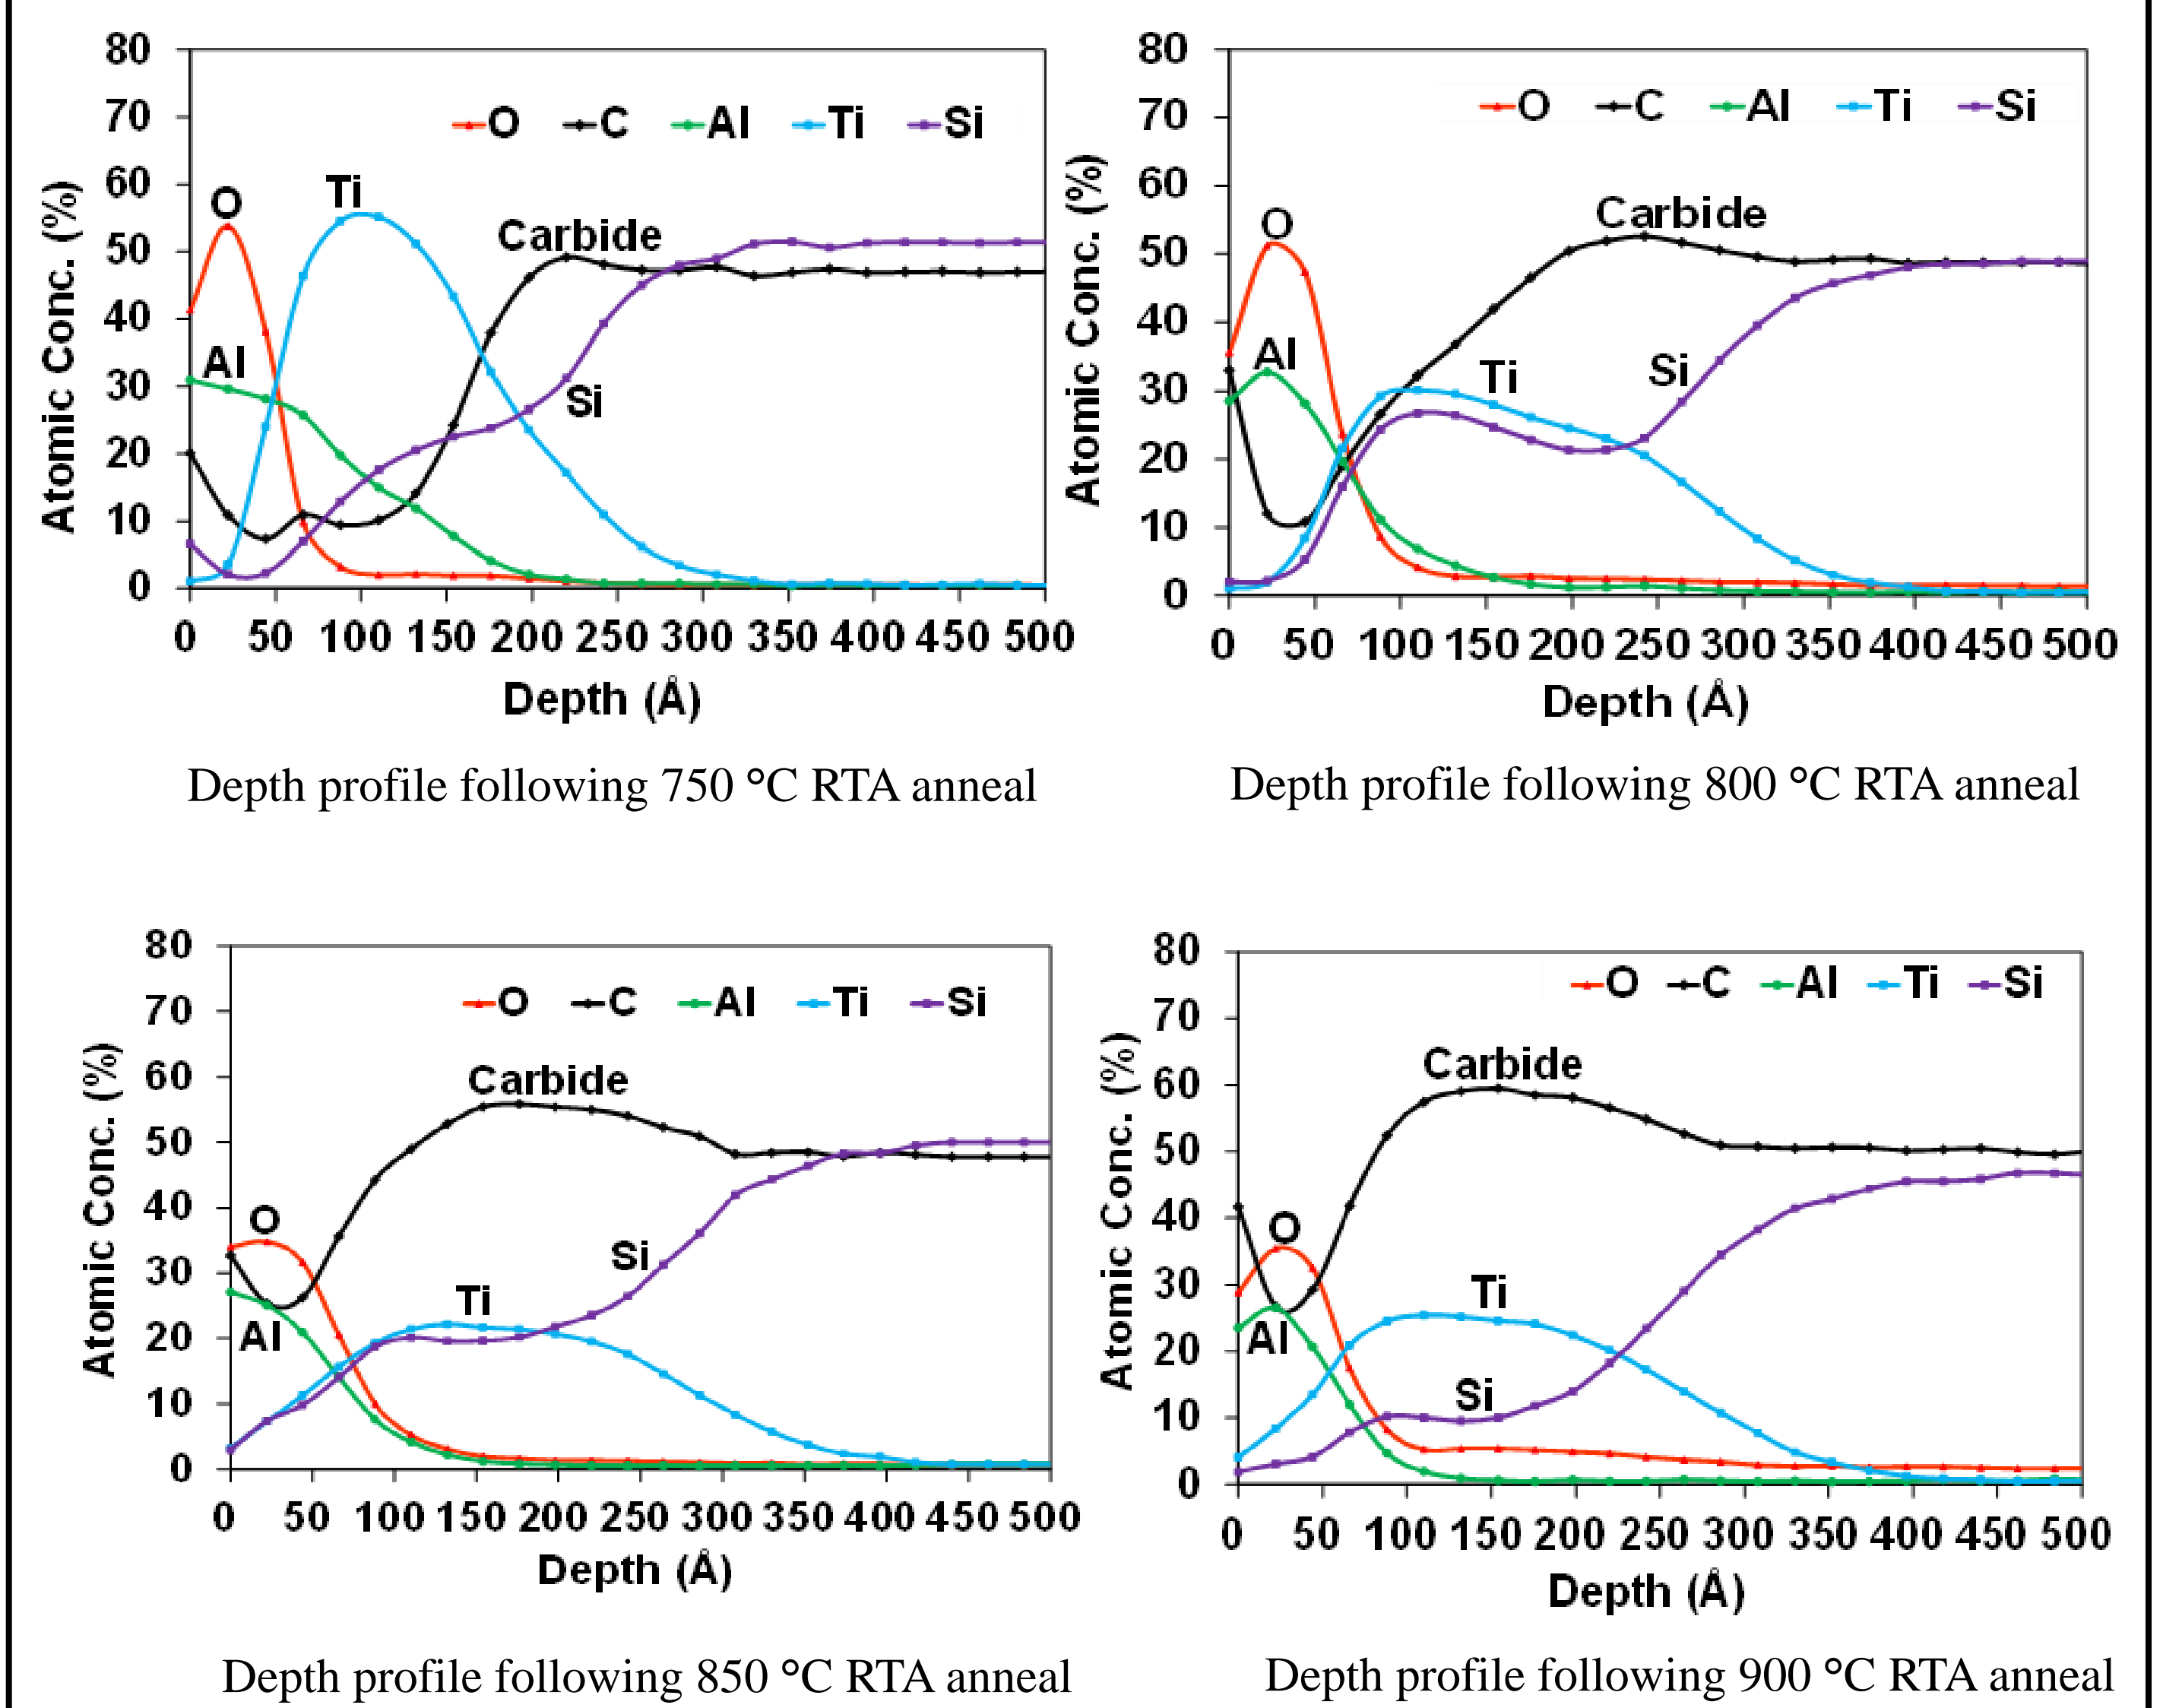 80
70
60
50
40
30
20
10
0
Atomic Conc. (%)
O C Al Ti Si
O
Ti
Al
Carbide
Si
0 50 100 150 200 250 300 350 400 450 500
Depth (Å)
Depth profile following 750 °C RTA anneal
80
70
60
50
40
30
20
10
0
Atomic Conc. (%)
O C Al Ti Si
O
Carbide
Al
Ti
Si
0 50 100 150 200 250 300 350 400 450 500
Depth (Å)
Depth profile following 800 °C RTA anneal
80
70
60
50
40
30
20
10
0
Atomic Conc. (%)
O C Al Ti Si
Carbide
O
Si
Ti
Al
0 50 100 150 200 250 300 350 400 450 500
Depth (Å)
Depth profile following 850 °C RTA anneal
80
70
60
50
40
30
20
10
0
Atomic Conc. (%)
O C Al Ti Si
Carbide
O
Ti
Al
Si
0 50 100 150 200 250 300 350 400 450 500
Depth (Å)
Depth profile following 900 °C RTA anneal